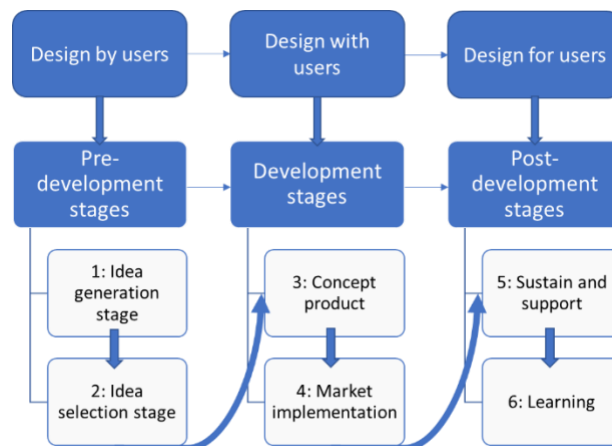 Design by users
Design with
users
Design for users
Pre-
development
stages
Development
stages
Post-
development
stages
1: Idea
generation
stage
2: Idea
selection stage
3: Concept
product
4: Market
implementation
5: Sustain and
support
6: Learning